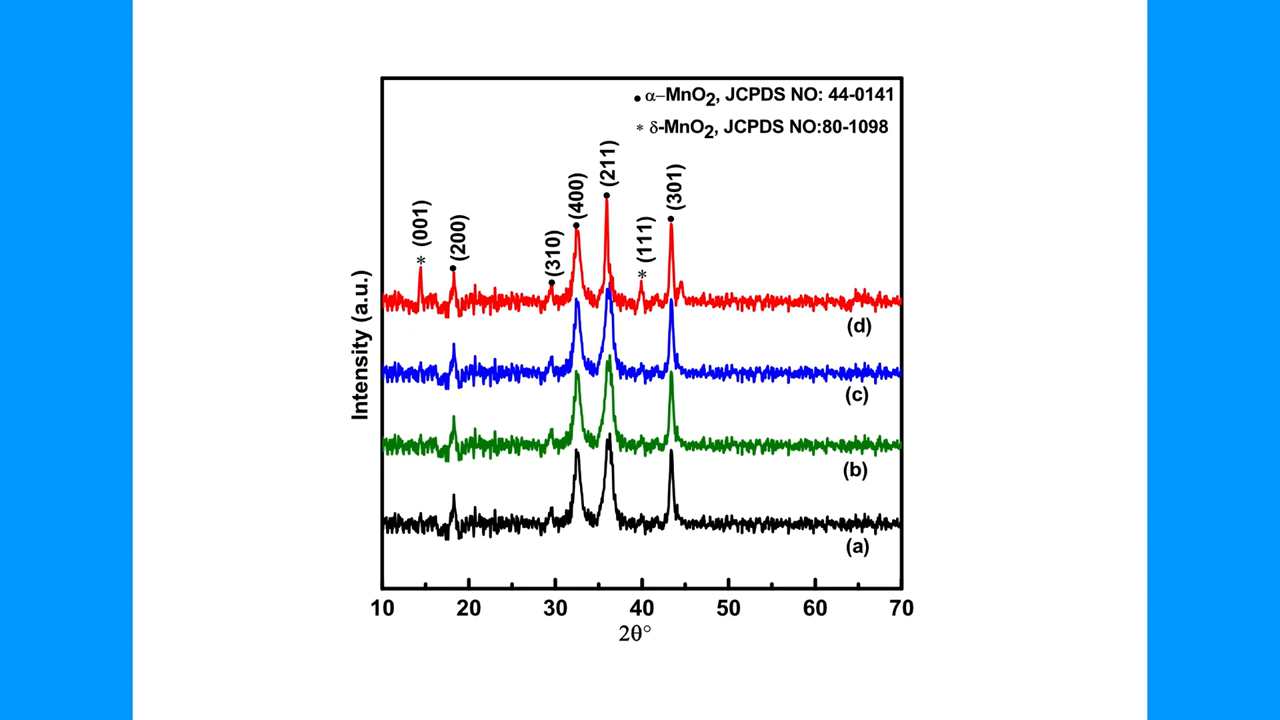 • α–MnO2, JCPDS NO: 44-0141
* δ-MnO2, JCPDS NO:80-1098
* (001)
• (200)
• (310)
• (400)
• (211)
* (111)
• (301)
(d)
(c)
(b)
(a)
Intensity (a.u.)
10 20 30 40 50 60 70
2θ°